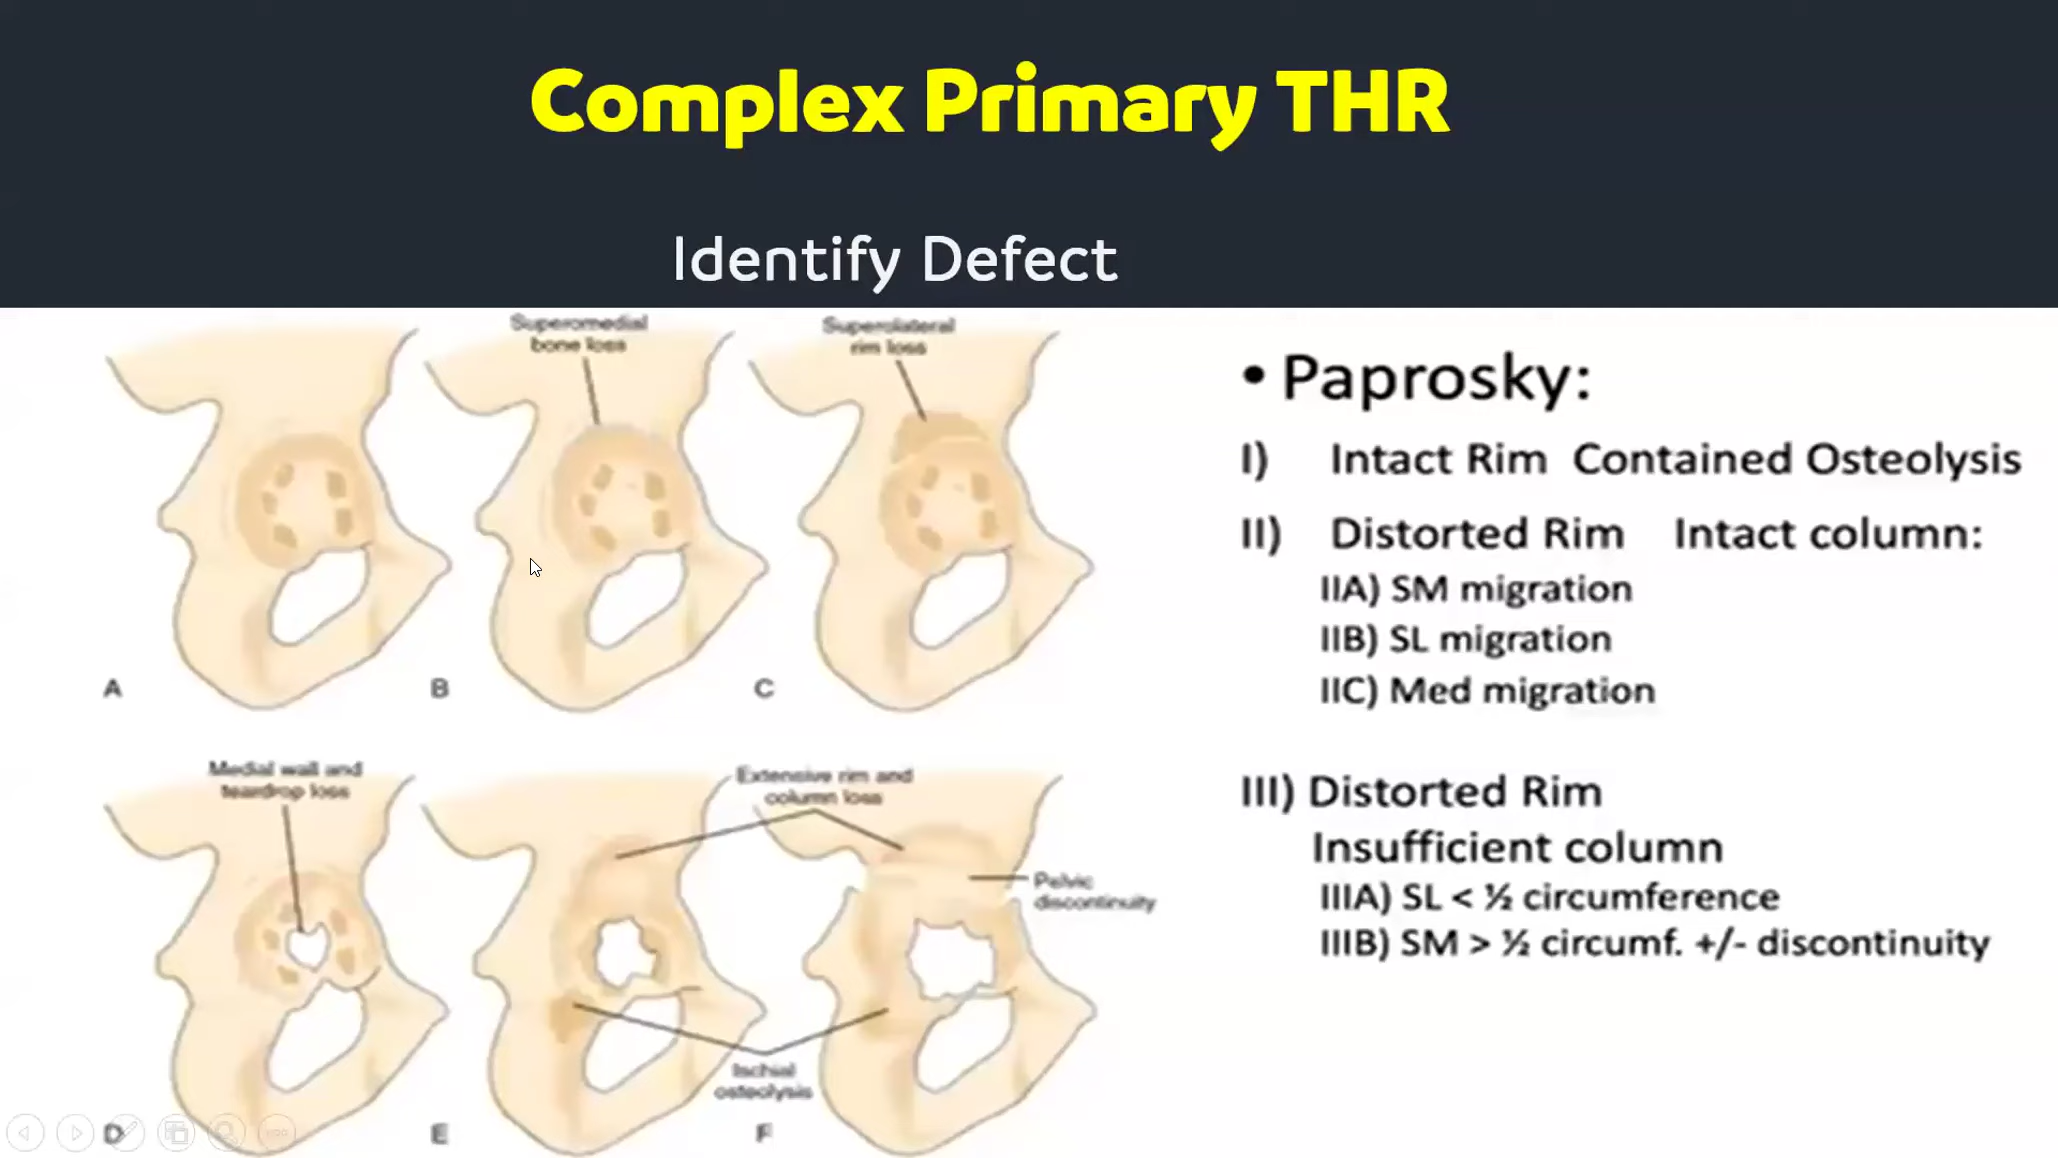 Complex Primary THR
Identify Defect
Superomedial
bone loss
Superolateral
rim loss
A
B
C
Medial wall and
teardrop loss
Extensive rim and
column loss
Pelvic
discontinuity
Ischial
osteolysis
D
E
F
• Paprosky:
I) Intact Rim Contained Osteolysis
II) Distorted Rim Intact column:
IIA) SM migration
IIB) SL migration
IIC) Med migration
III) Distorted Rim
Insufficient column
IIIA) SL < ½ circumference
IIIB) SM > ½ circumf. +/- discontinuity